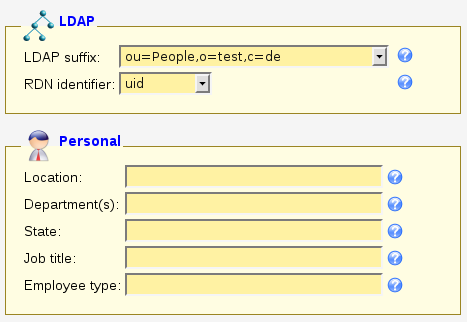 LDAP
LDAP suffix: ou=People,o=test,c=de
RDN identifier: uid
Personal
Location:
Department(s):
State:
Job title:
Employee type: